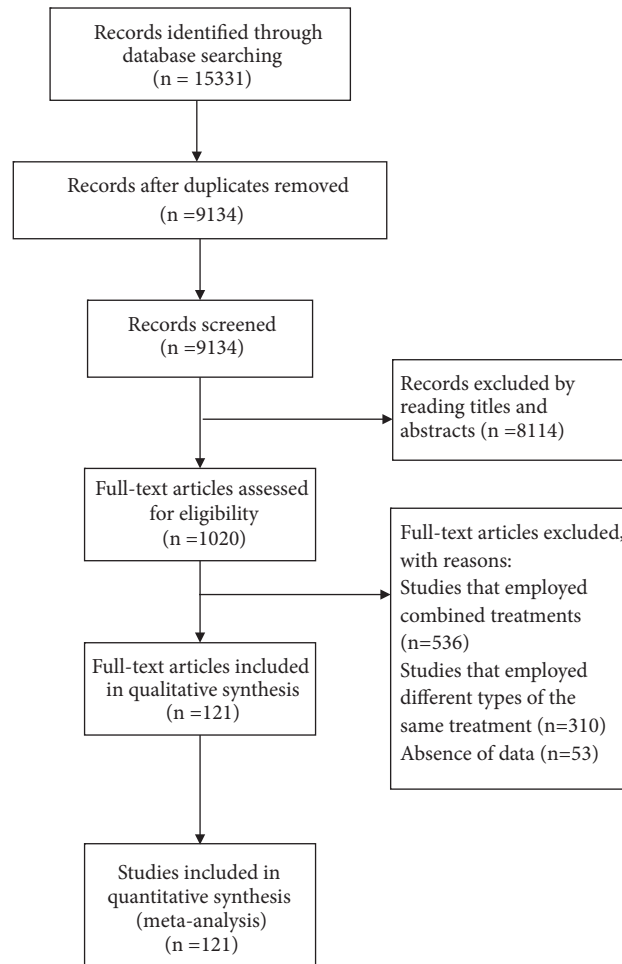 Records identified through
database searching
(n = 15331)
Records after duplicates removed
(n =9134)
Records screened
(n =9134)
Records excluded by
reading titles and
abstracts (n =8114)
Full-text articles assessed
for eligibility
(n =1020)
Full-text articles excluded,
with reasons:
Studies that employed
combined treatments
(n=536)
Studies that employed
different types of the
same treatment (n=310)
Absence of data (n=53)
Full-text articles included
in qualitative synthesis
(n =121)
Studies included in
quantitative synthesis
(meta-analysis)
(n =121)